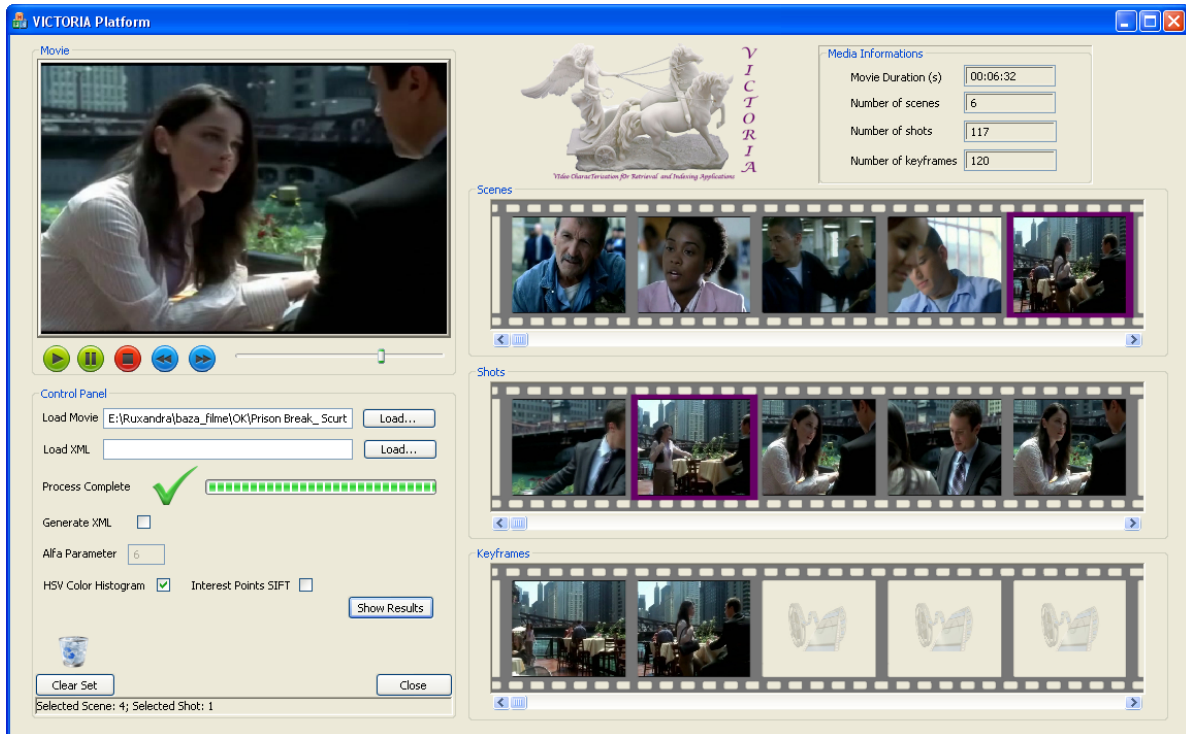 VICTORIA Platform
Movie
VICTORIA
Video CharacTerization fOr Retrieval and Indexing Applications
Media Informations
Movie Duration (s) 00:06:32
Number of scenes 6
Number of shots 117
Number of keyframes 120
Scenes
Control Panel
Load Movie E:\Ruxandra\baza_filme\OK\Prison Break_ Scurt Load...
Load XML Load...
Process Complete
Generate XML
Alfa Parameter 6
HSV Color Histogram Interest Points SIFT
Show Results
Clear Set Close
Selected Scene: 4; Selected Shot: 1
Shots
Keyframes